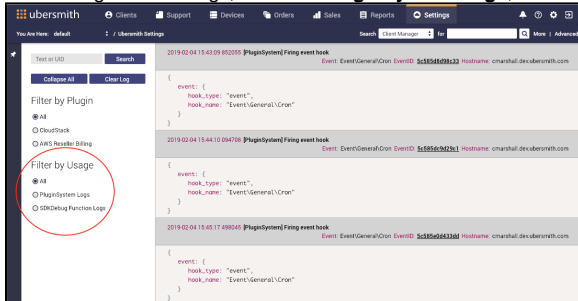 ubersmith Clients Support Devices Orders Sales Reports Settings
You Are Here: default / Ubersmith Settings Search Client Manager for More | Advanced
Text or UID Search
Collapse All Clear Log
Filter by Plugin
All
CloudStack
AWS Reseller Billing
Filter by Usage
All
PluginSystem Logs
SDKDebug Function Logs
2019-02-04 15:43:09 852055 [PluginSystem] Firing event hook
Event: Event\General\Cron EventID: 5c585d8d98c33 Hostname: cmarshall.dev.ubersmith.com
{
event: {
hook_type: "event",
hook_name: "Event\General\Cron"
}
}
2019-02-04 15:44:10 094708 [PluginSystem] Firing event hook
Event: Event\General\Cron EventID: 5c585dc9d29c1 Hostname: cmarshall.dev.ubersmith.com
{
event: {
hook_type: "event",
hook_name: "Event\General\Cron"
}
}
2019-02-04 15:45:17 498045 [PluginSystem] Firing event hook
Event: Event\General\Cron EventID: 5c585e0d433dd Hostname: cmarshall.dev.ubersmith.com
{
event: {
hook_type: "event",
hook_name: "Event\General\Cron"
}
}